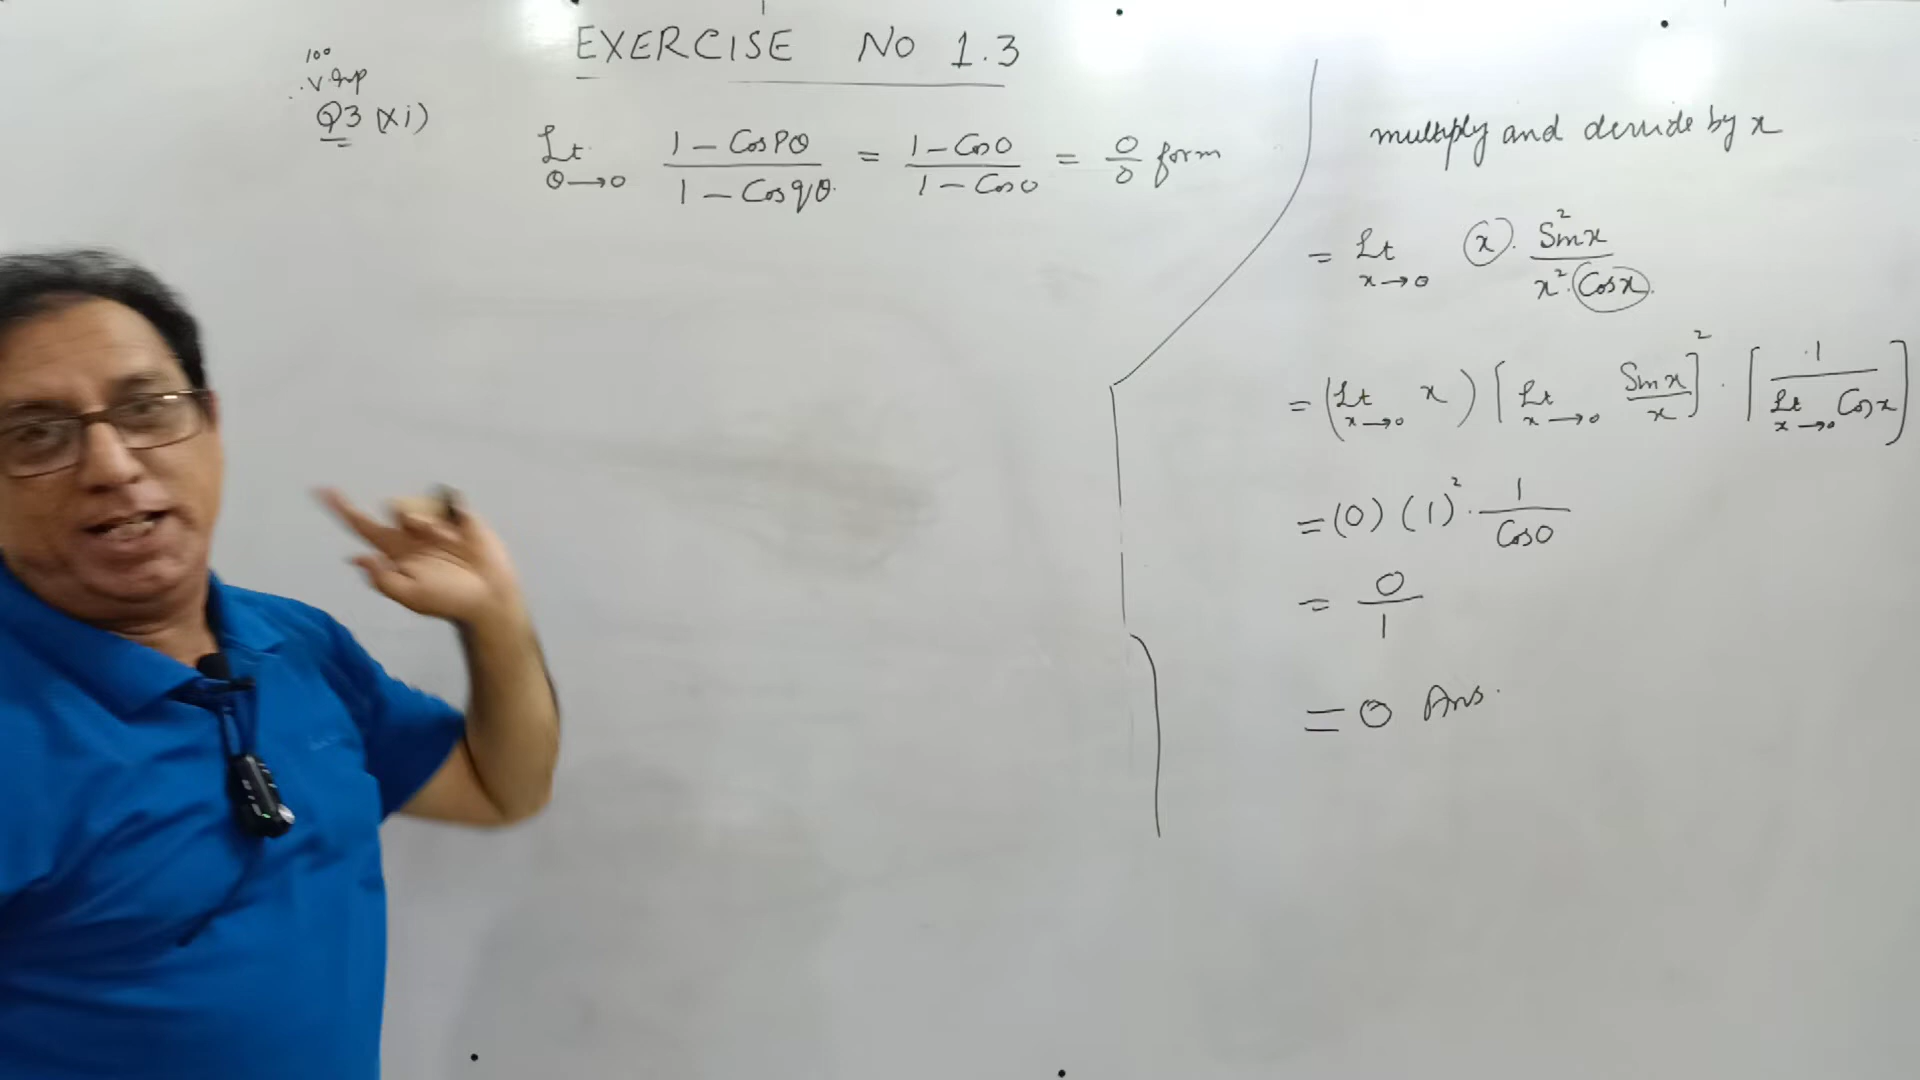 EXERCISE NO 1.3
100
V.Imp
Q3 (xi)
Lt θ→0 1 - Cos Pθ / 1 - Cos qθ = 1 - Cos 0 / 1 - Cos 0 = 0/0 form
multiply and devide by x
= Lt x→0 x . Sin²x / x² . Cos x.
= (Lt x→0 x) [Lt x→0 Sin x / x]² . [1 / Lt x→0 Cos x]
= (0) (1)² . 1 / Cos 0
= 0 / 1
= 0 Ans.